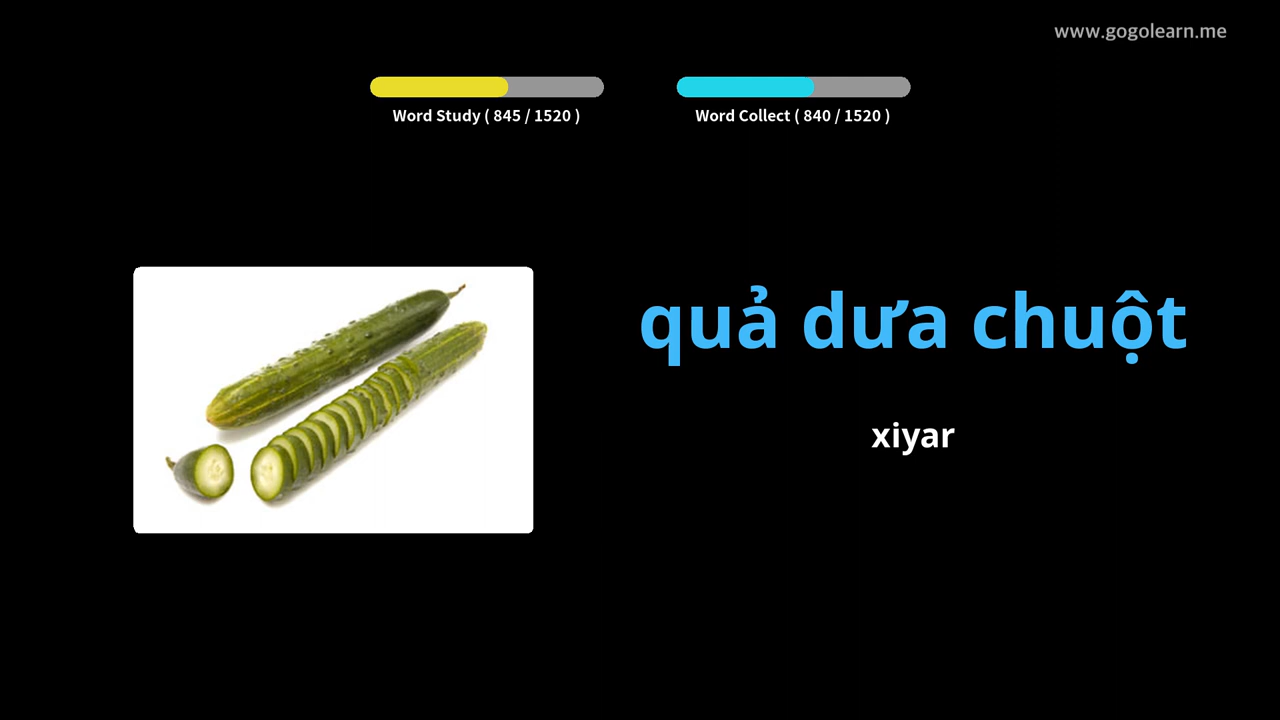 www.gogolearn.me
Word Study ( 845 / 1520 )
Word Collect ( 840 / 1520 )
quả dưa chuột
xiyar